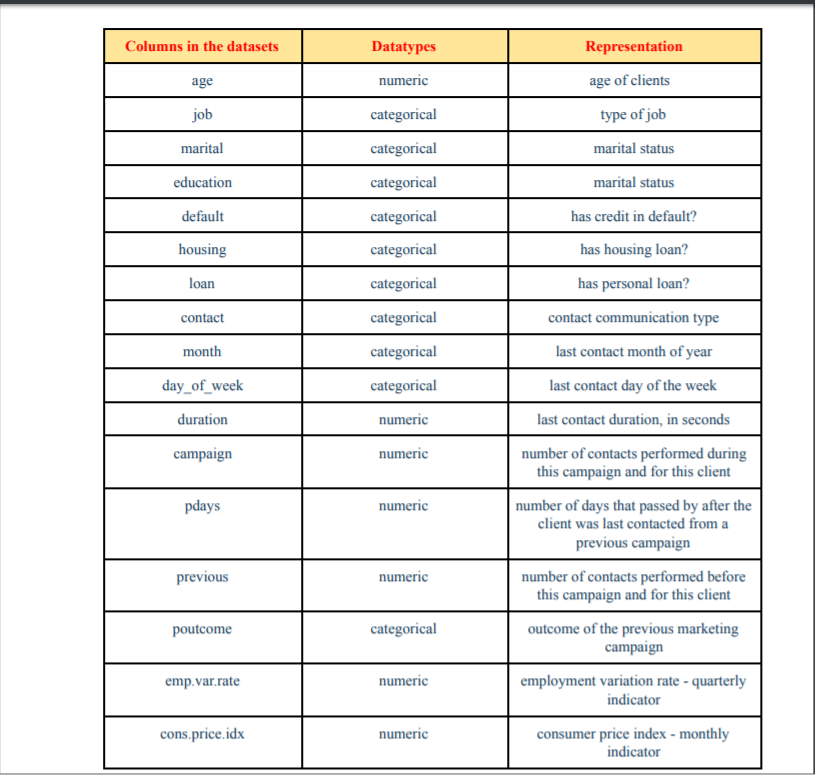 Columns in the datasets Datatypes Representation
age numeric age of clients
job categorical type of job
marital categorical marital status
education categorical marital status
default categorical has credit in default?
housing categorical has housing loan?
loan categorical has personal loan?
contact categorical contact communication type
month categorical last contact month of year
day_of_week categorical last contact day of the week
duration numeric last contact duration, in seconds
campaign numeric number of contacts performed during
this campaign and for this client
pdays numeric number of days that passed by after the
client was last contacted from a
previous campaign
previous numeric number of contacts performed before
this campaign and for this client
poutcome categorical outcome of the previous marketing
campaign
emp.var.rate numeric employment variation rate - quarterly
indicator
cons.price.idx numeric consumer price index - monthly
indicator